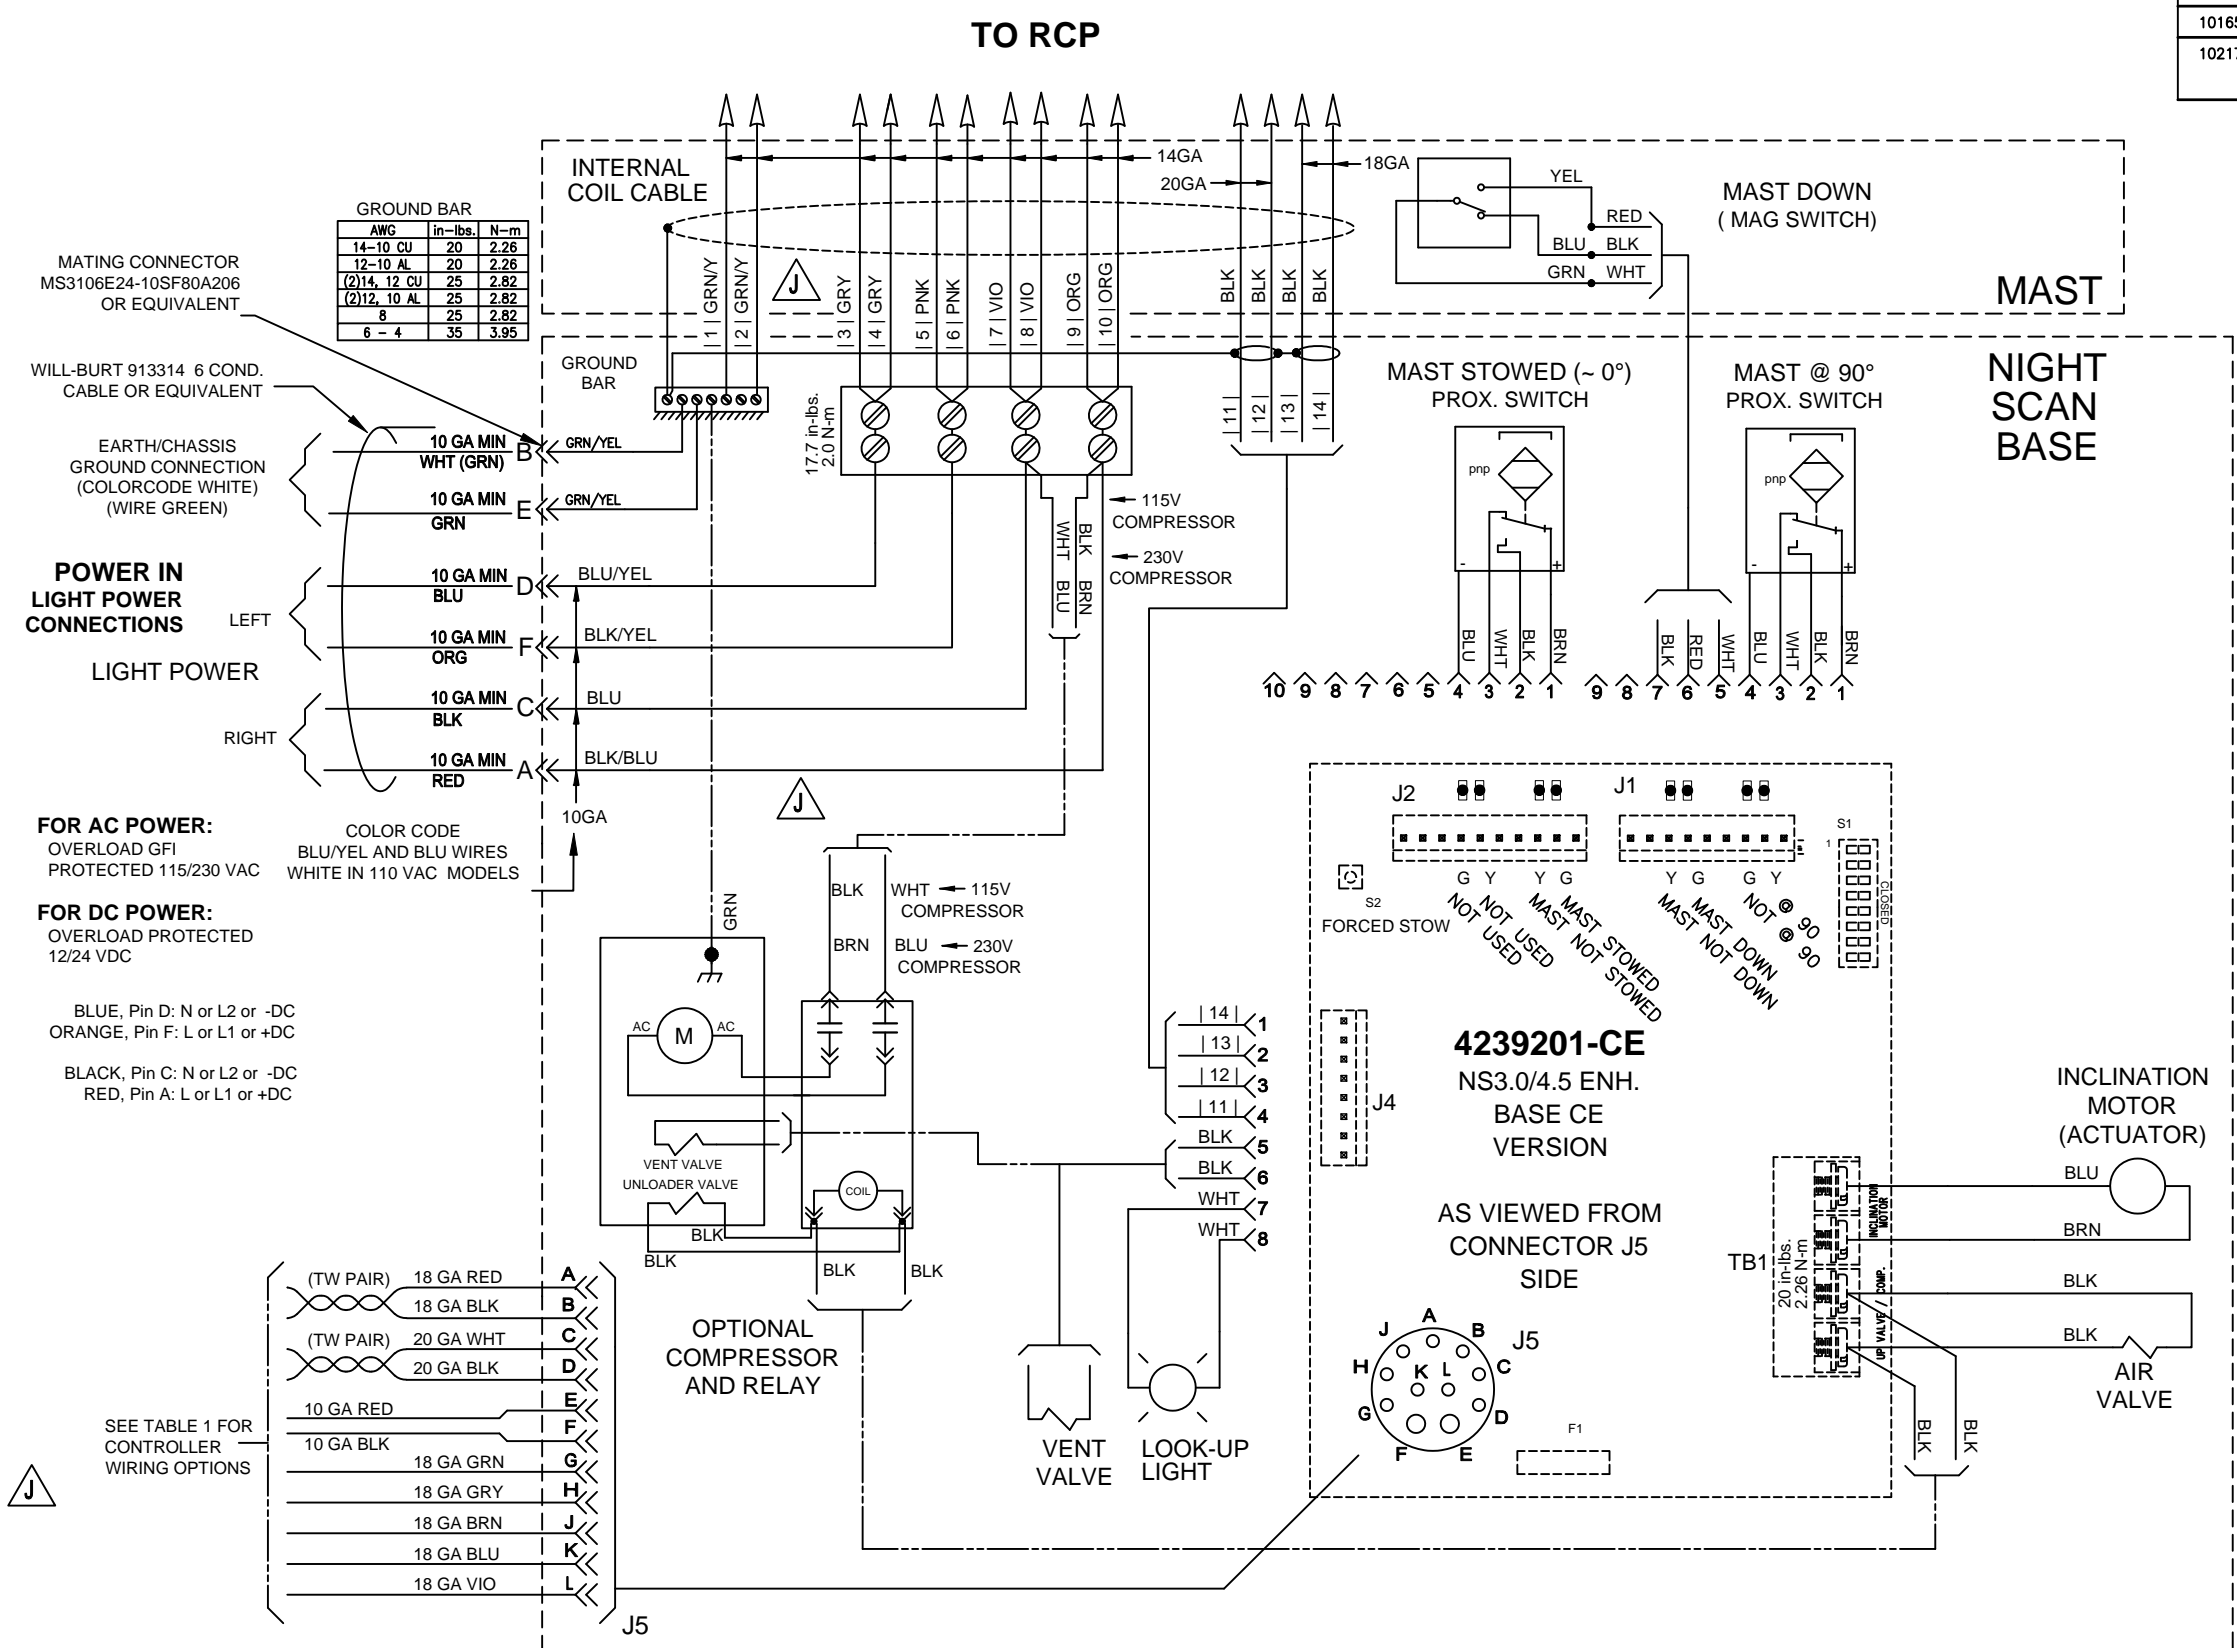 TO RCP
1016
1021
INTERNAL
COIL CABLE
14GA
20GA
18GA
YEL
RED
BLU
BLK
GRN
WHT
MAST DOWN
( MAG SWITCH)
MAST
GROUND BAR
AWG in-lbs. N-m
14-10 CU 20 2.26
12-10 AL 20 2.26
(2)14, 12 CU 25 2.82
(2)12, 10 AL 25 2.82
8 25 2.82
6 - 4 35 3.95
MATING CONNECTOR
MS3106E24-10SF80A206
OR EQUIVALENT
WILL-BURT 913314 6 COND.
CABLE OR EQUIVALENT
| 1 | GRN/Y
| 2 | GRN/Y
J
| 3 | GRY
| 4 | GRY
| 5 | PNK
| 6 | PNK
| 7 | VIO
| 8 | VIO
| 9 | ORG
| 10 | ORG
BLK
BLK
BLK
BLK
| 11 |
| 12 |
| 13 |
| 14 |
GROUND
BAR
17.7 in-lbs.
2.0 N-m
MAST STOWED (~ 0°)
PROX. SWITCH
MAST @ 90°
PROX. SWITCH
NIGHT
SCAN
BASE
EARTH/CHASSIS
GROUND CONNECTION
(COLORCODE WHITE)
(WIRE GREEN)
10 GA MIN
WHT (GRN)
B
GRN/YEL
10 GA MIN
GRN
E
GRN/YEL
POWER IN
LIGHT POWER
CONNECTIONS
LEFT
LIGHT POWER
RIGHT
10 GA MIN
BLU
D
BLU/YEL
10 GA MIN
ORG
F
BLK/YEL
10 GA MIN
BLK
C
BLU
10 GA MIN
RED
A
BLK/BLU
10GA
115V
COMPRESSOR
230V
COMPRESSOR
WHT
BLU
BLK
BRN
pnp
-
+
pnp
-
+
BLU
WHT
BLK
BRN
BLK
RED
WHT
BLU
WHT
BLK
BRN
10 9 8 7 6 5 4 3 2 1
9 8 7 6 5 4 3 2 1
FOR AC POWER:
OVERLOAD GFI
PROTECTED 115/230 VAC
COLOR CODE
BLU/YEL AND BLU WIRES
WHITE IN 110 VAC MODELS
FOR DC POWER:
OVERLOAD PROTECTED
12/24 VDC
BLUE, Pin D: N or L2 or -DC
ORANGE, Pin F: L or L1 or +DC
BLACK, Pin C: N or L2 or -DC
RED, Pin A: L or L1 or +DC
J
GRN
BLK
WHT
115V
COMPRESSOR
BRN
BLU
230V
COMPRESSOR
AC
M
AC
VENT VALVE
UNLOADER VALVE
COIL
BLK
BLK
BLK
BLK
OPTIONAL
COMPRESSOR
AND RELAY
J2
J1
S1
1
CLOSED
S2
FORCED STOW
G Y Y G
Y G G Y
NOT USED
NOT USED
MAST NOT STOWED
MAST STOWED
MAST NOT DOWN
MAST DOWN
NOT @ 90
@ 90
| 14 | 1
| 13 | 2
| 12 | 3
| 11 | 4
BLK 5
BLK 6
WHT 7
WHT 8
J4
4239201-CE
NS3.0/4.5 ENH.
BASE CE
VERSION
AS VIEWED FROM
CONNECTOR J5
SIDE
J5
A
B
C
D
E
F
G
H
J
K
L
F1
TB1
20 in-lbs.
2.26 N-m
INCLINATION
MOTOR
UP VALVE / COMP.
INCLINATION
MOTOR
(ACTUATOR)
BLU
BRN
BLK
BLK
AIR
VALVE
BLK
BLK
VENT
VALVE
LOOK-UP
LIGHT
SEE TABLE 1 FOR
CONTROLLER
WIRING OPTIONS
J
(TW PAIR)
18 GA RED A
18 GA BLK B
(TW PAIR)
20 GA WHT C
20 GA BLK D
10 GA RED E
10 GA BLK F
18 GA GRN G
18 GA GRY H
18 GA BRN J
18 GA BLU K
18 GA VIO L
J5